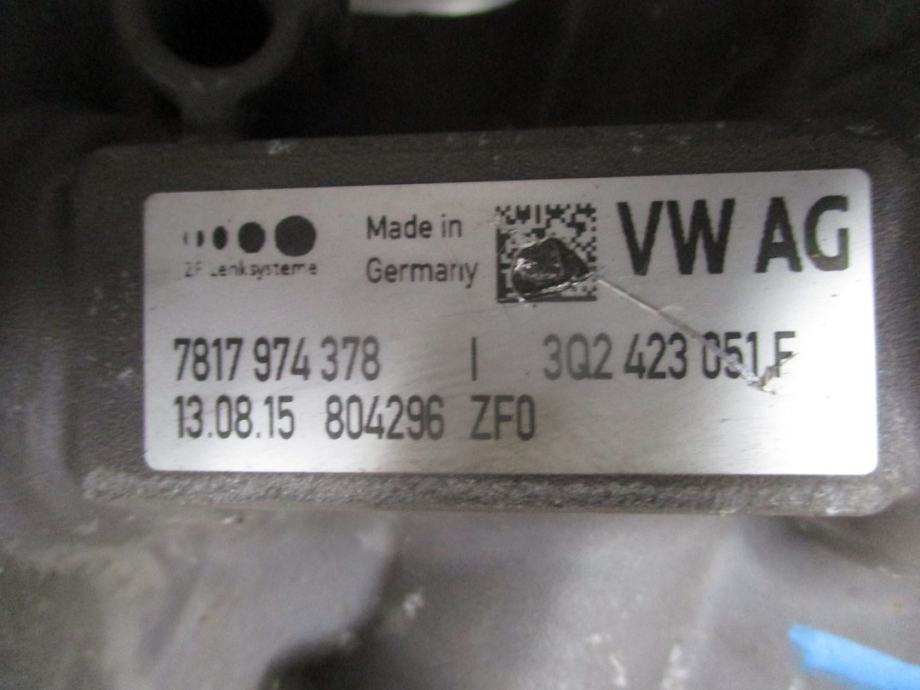 ZF Lenksysteme
Made in
Germany
VW AG
7817 974 378 I 3Q2 423 051
13.08.15 804296 ZF0